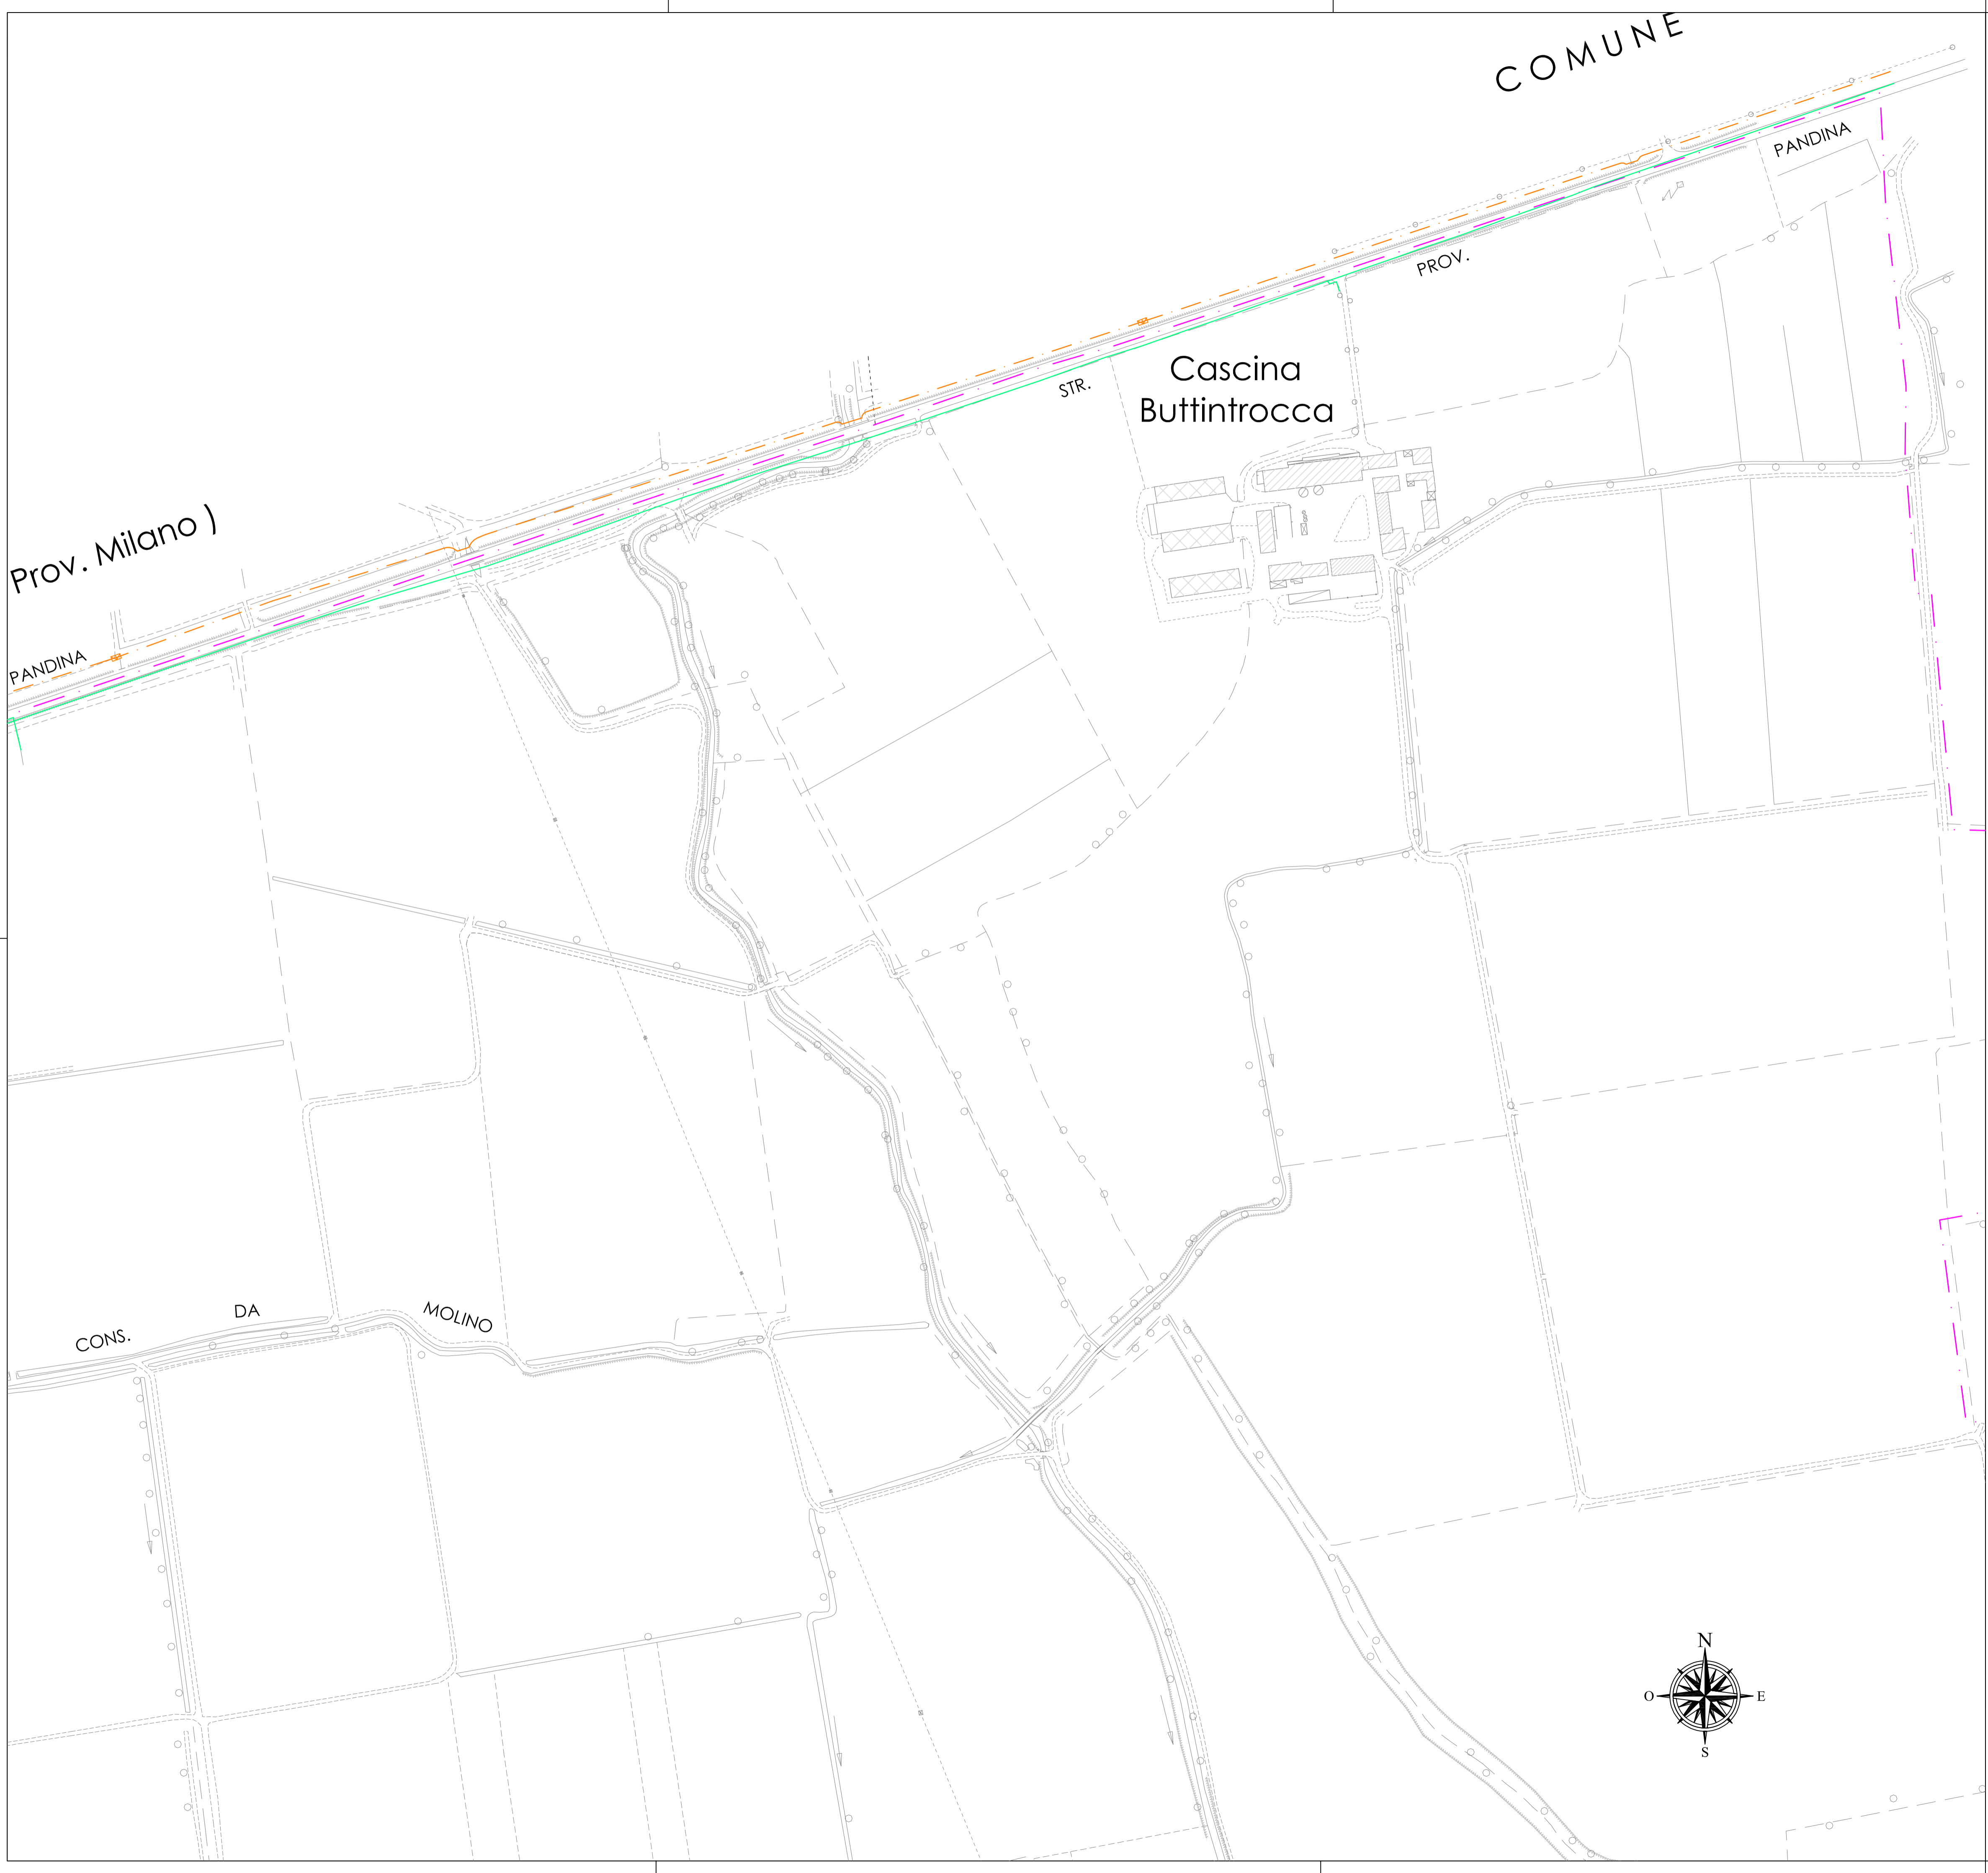 COMUNE
PANDINA
PROV.
STR.
Cascina
Buttintrocca
Prov. Milano )
PANDINA
CONS.
DA
MOLINO
N
O
E
S